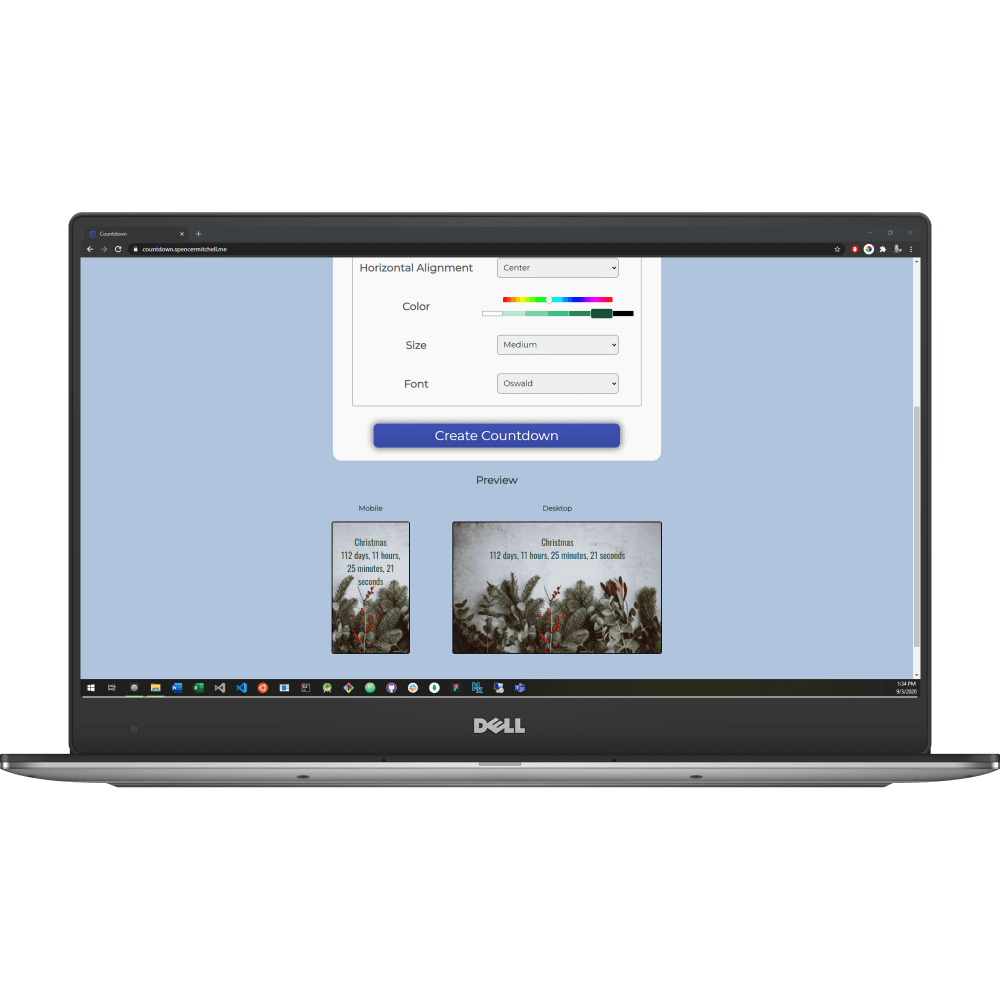 Countdown
countdown.spencermitchell.me
Horizontal Alignment
Center
Color
Size
Medium
Font
Oswald
Create Countdown
Preview
Mobile
Desktop
Christmas
112 days, 11 hours,
25 minutes, 21
seconds
Christmas
112 days, 11 hours, 25 minutes, 21 seconds
1:34 PM
9/3/2020
DELL